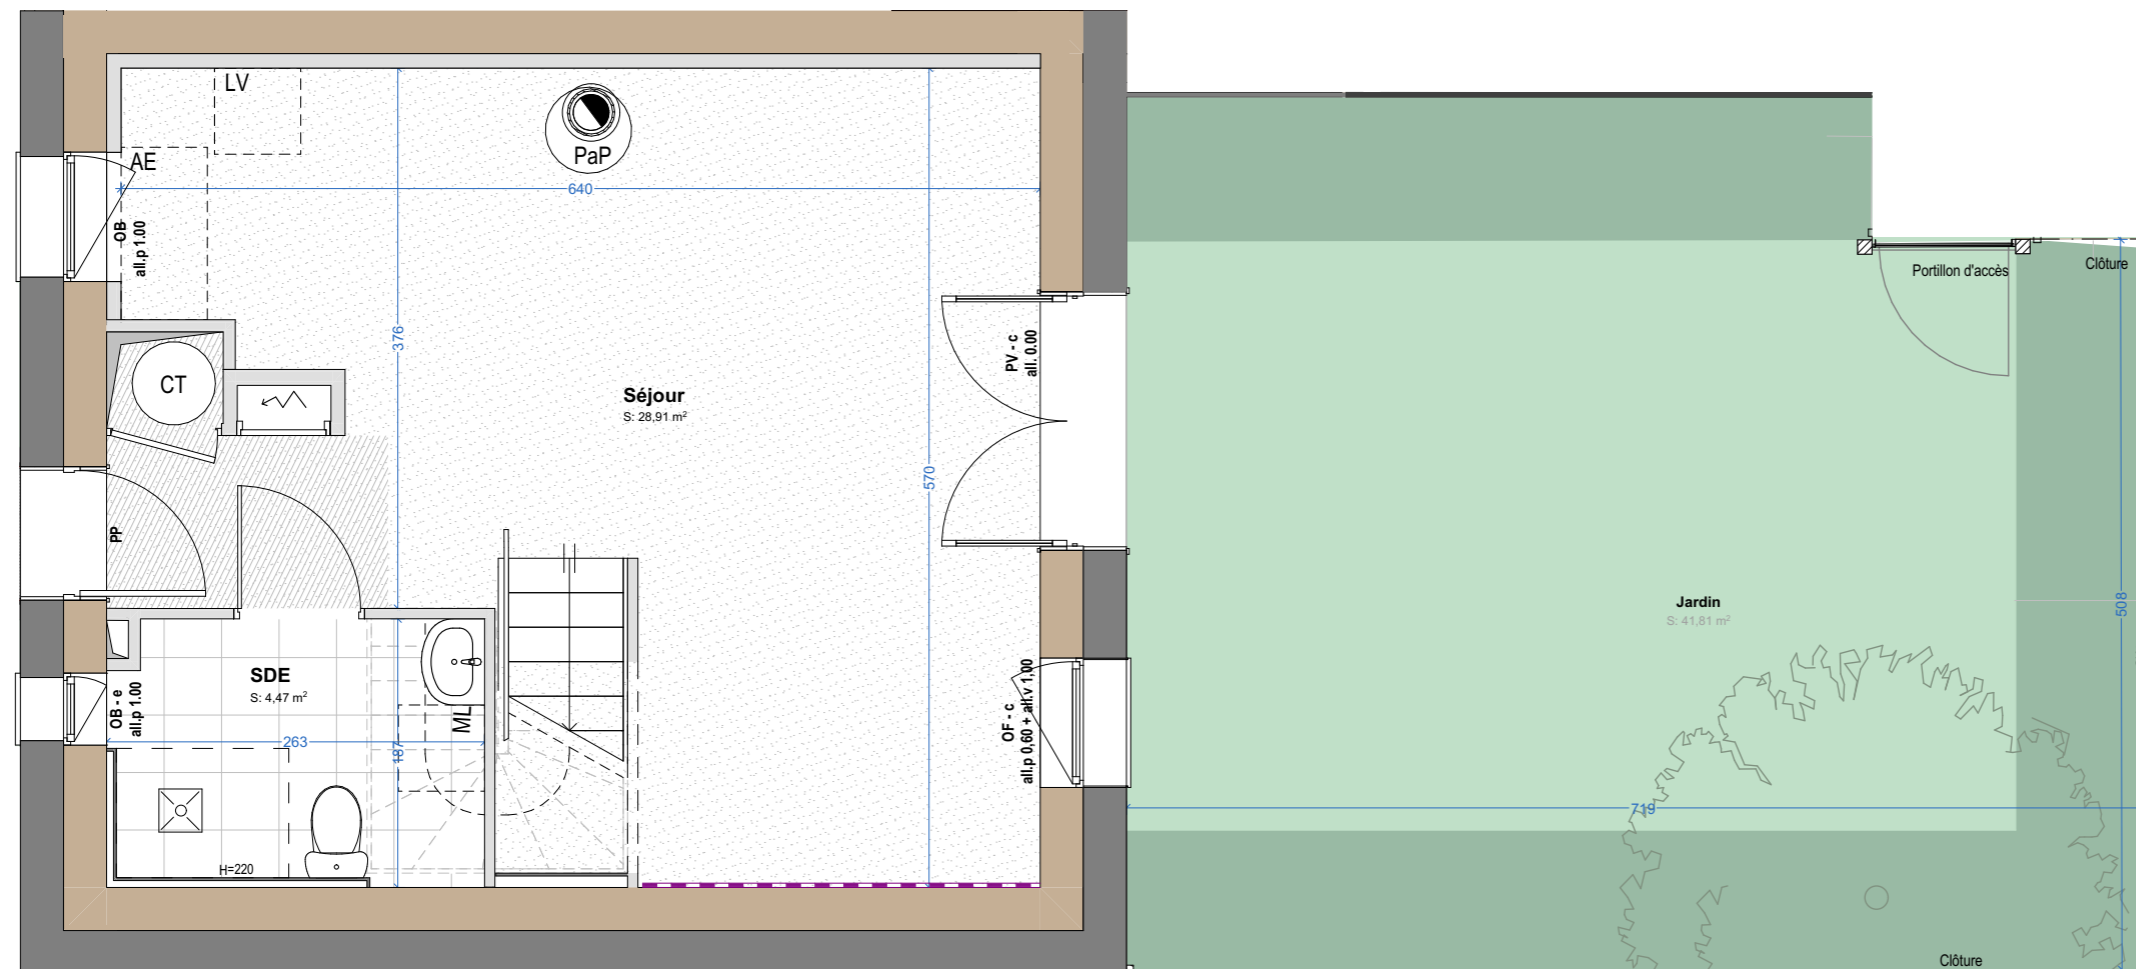 LV
AE
OB
all.p 1.00
PaP
640
376
CT
Séjour
S: 28,91 m²
PV - c
all. 0.00
570
PP
SDE
S: 4,47 m²
OB - e
all.p 1.00
263
187
ML
H=220
OF - c
all.p 0,60 + all.v 1,00
Portillon d'accès
Clôture
Jardin
S: 41,81 m²
508
719
Clôture